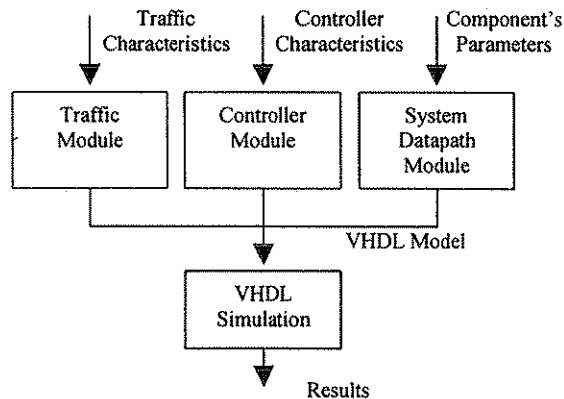 Traffic
Characteristics
Controller
Characteristics
Component's
Parameters
Traffic
Module
Controller
Module
System
Datapath
Module
VHDL Model
VHDL
Simulation
Results